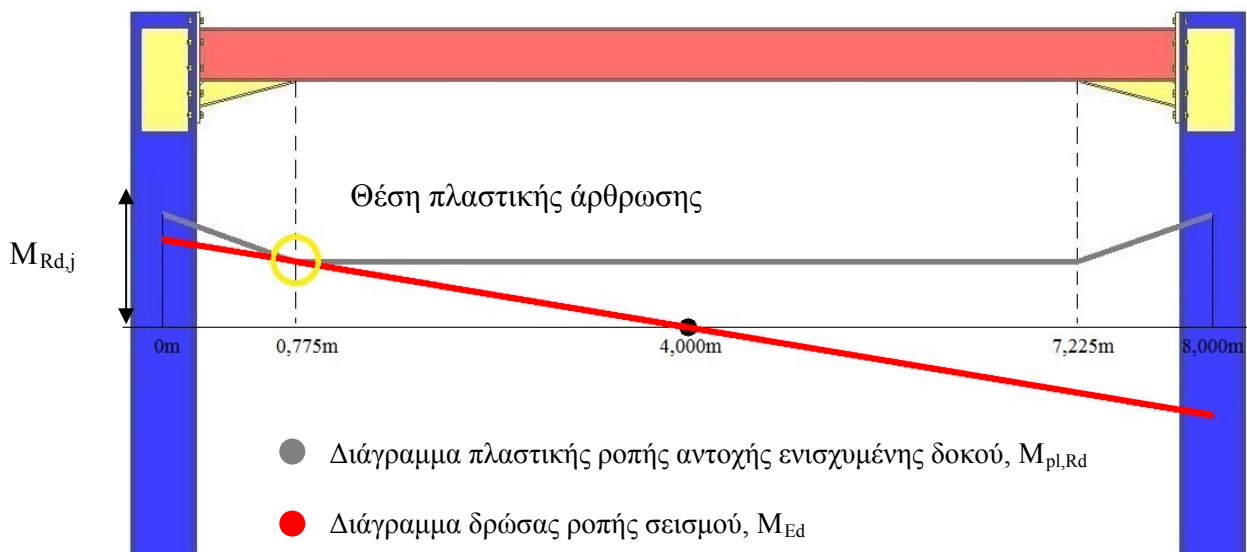 Θέση πλαστικής άρθρωσης
M_Rd,j
0m 0,775m 4,000m 7,225m 8,000m
Διάγραμμα πλαστικής ροπής αντοχής ενισχυμένης δοκού, M_pl,Rd
Διάγραμμα δρώσας ροπής σεισμού, M_Ed